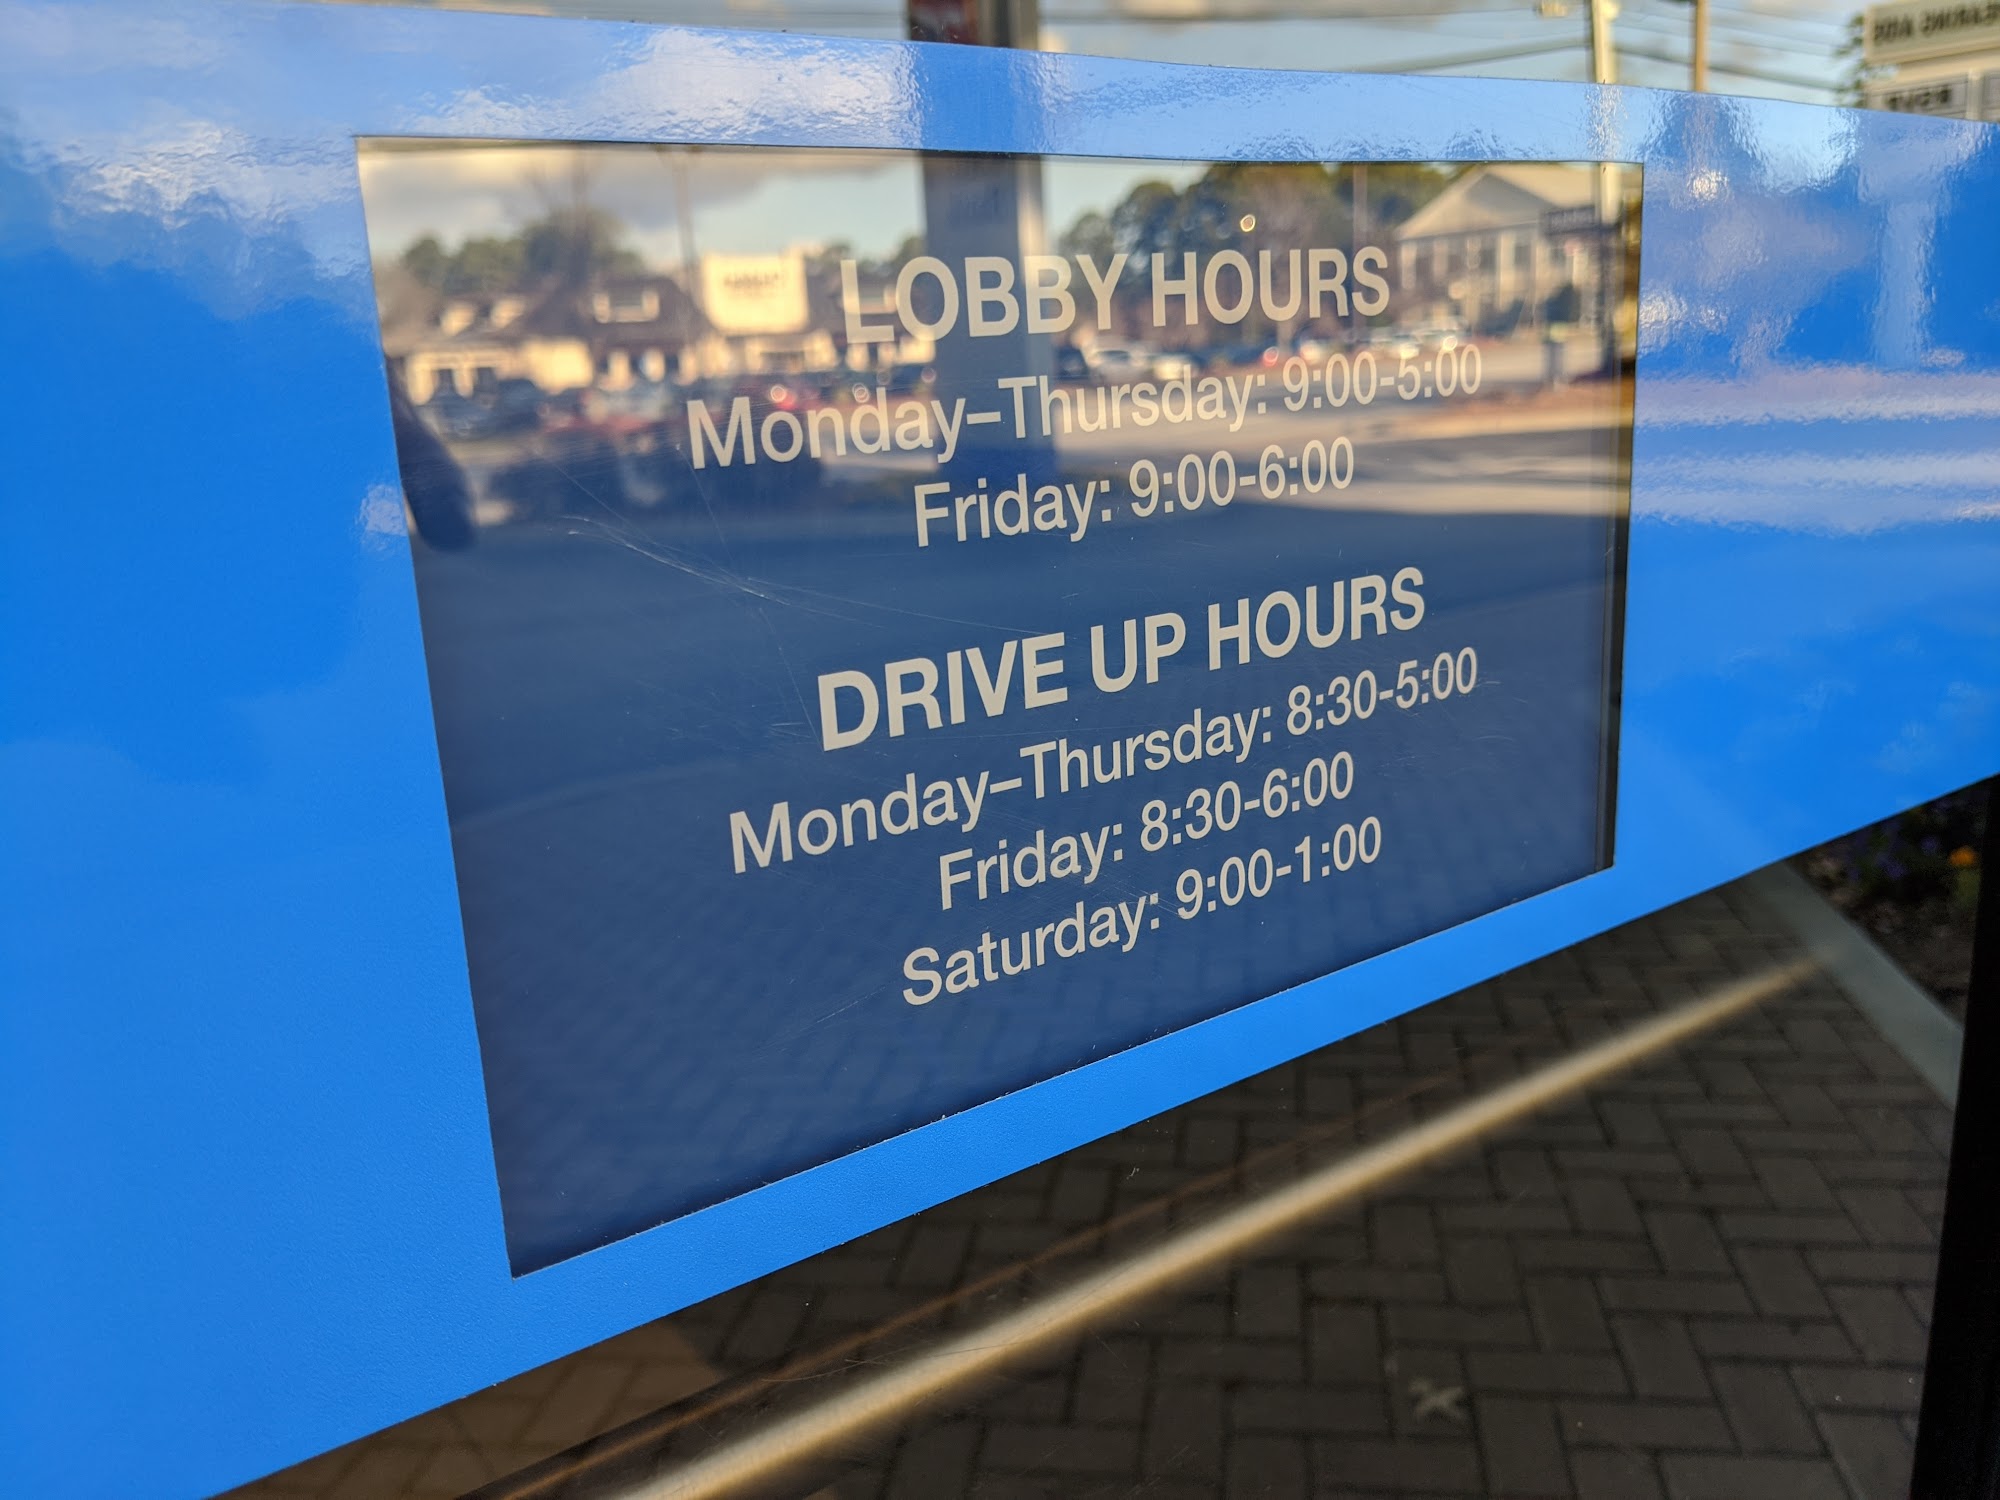 LOBBY HOURS
Monday–Thursday: 9:00-5:00
Friday: 9:00-6:00
DRIVE UP HOURS
Monday–Thursday: 8:30-5:00
Friday: 8:30-6:00
Saturday: 9:00-1:00